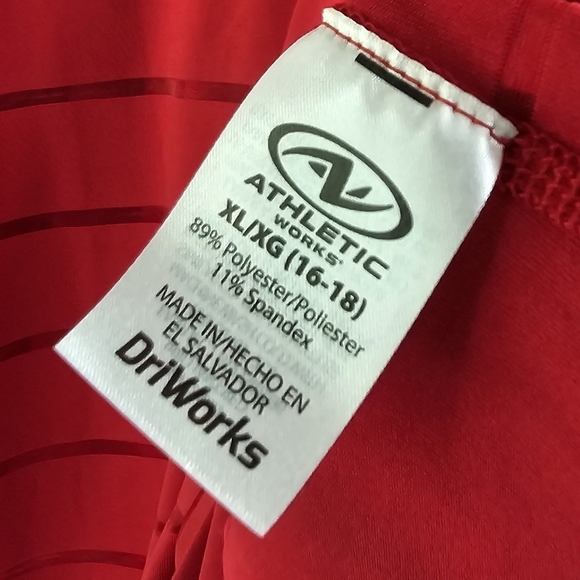 ATHLETIC
WORKS
XL/XG (16-18)
89% Polyester/Poliester
11% Spandex
MADE IN/HECHO EN
EL SALVADOR
DriWorks